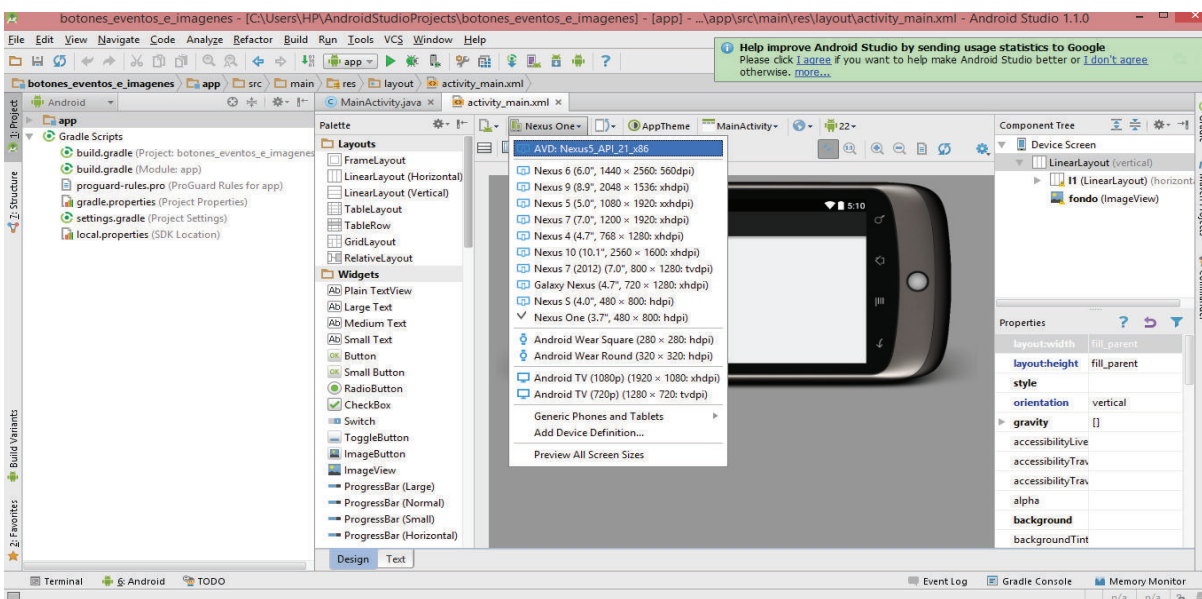 botones_eventos_e_imagenes - [C:\Users\HP\AndroidStudioProjects\botones_eventos_e_imagenes] - [app] - ...\app\src\main\res\layout\activity_main.xml - Android Studio 1.1.0
File Edit View Navigate Code Analyze Refactor Build Run Tools VCS Window Help
Help improve Android Studio by sending usage statistics to Google
Please click I agree if you want to help make Android Studio better or I don't agree
otherwise. more...
app
botones_eventos_e_imagenes app src main res layout activity_main.xml
Android
MainActivity.java
activity_main.xml
1: Project
7: Structure
Build Variants
2: Favorites
app
Gradle Scripts
build.gradle (Project: botones_eventos_e_imagenes
build.gradle (Module: app)
proguard-rules.pro (ProGuard Rules for app)
gradle.properties (Project Properties)
settings.gradle (Project Settings)
local.properties (SDK Location)
Palette
Layouts
FrameLayout
LinearLayout (Horizontal)
LinearLayout (Vertical)
TableLayout
TableRow
GridLayout
RelativeLayout
Widgets
Plain TextView
Large Text
Medium Text
Small Text
Button
Small Button
RadioButton
CheckBox
Switch
ToggleButton
ImageButton
ImageView
ProgressBar (Large)
ProgressBar (Normal)
ProgressBar (Small)
ProgressBar (Horizontal)
Nexus One AppTheme MainActivity 22
AVD: Nexus5_API_21_x86
Nexus 6 (6.0", 1440 × 2560: 560dpi)
Nexus 9 (8.9", 2048 × 1536: xhdpi)
Nexus 5 (5.0", 1080 × 1920: xxhdpi)
Nexus 7 (7.0", 1200 × 1920: xhdpi)
Nexus 4 (4.7", 768 × 1280: xhdpi)
Nexus 10 (10.1", 2560 × 1600: xhdpi)
Nexus 7 (2012) (7.0", 800 × 1280: tvdpi)
Galaxy Nexus (4.7", 720 × 1280: xhdpi)
Nexus S (4.0", 480 × 800: hdpi)
Nexus One (3.7", 480 × 800: hdpi)
Android Wear Square (280 × 280: hdpi)
Android Wear Round (320 × 320: hdpi)
Android TV (1080p) (1920 × 1080: xhdpi)
Android TV (720p) (1280 × 720: tvdpi)
Generic Phones and Tablets
Add Device Definition...
Preview All Screen Sizes
5:10
Component Tree
Device Screen
LinearLayout (vertical)
l1 (LinearLayout) (horizonta
fondo (ImageView)
Properties
layout:width fill_parent
layout:height fill_parent
style
orientation vertical
gravity []
accessibilityLive
accessibilityTrav
accessibilityTrav
alpha
background
backgroundTint
Design Text
Terminal 6: Android TODO Event Log Gradle Console Memory Monitor
n/a n/a